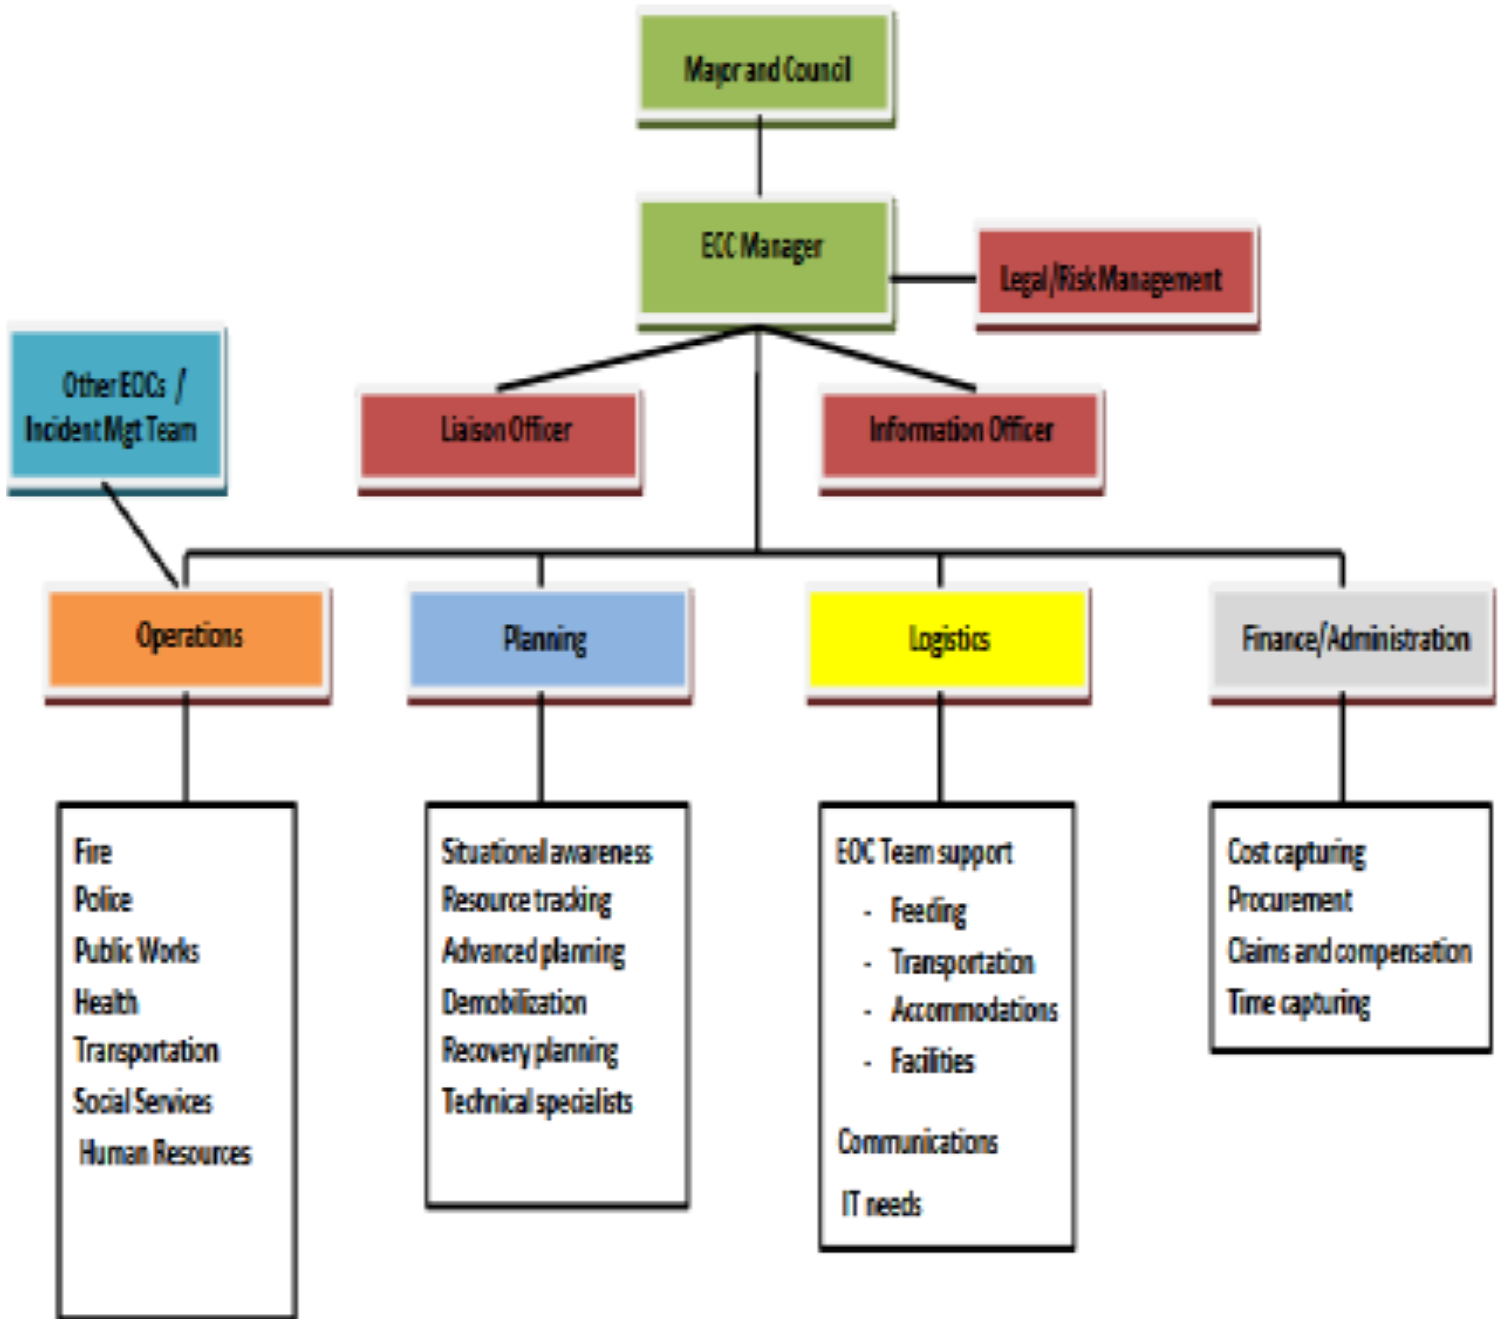 Mayor and Council
ECC Manager
Legal/Risk Management
Other EOCs /
Incident Mgt Team
Liaison Officer
Information Officer
Operations
Planning
Logistics
Finance/Administration
Fire
Police
Public Works
Health
Transportation
Social Services
Human Resources
Situational awareness
Resource tracking
Advanced planning
Demobilization
Recovery planning
Technical specialists
EOC Team support
- Feeding
- Transportation
- Accommodations
- Facilities
Communications
IT needs
Cost capturing
Procurement
Claims and compensation
Time capturing